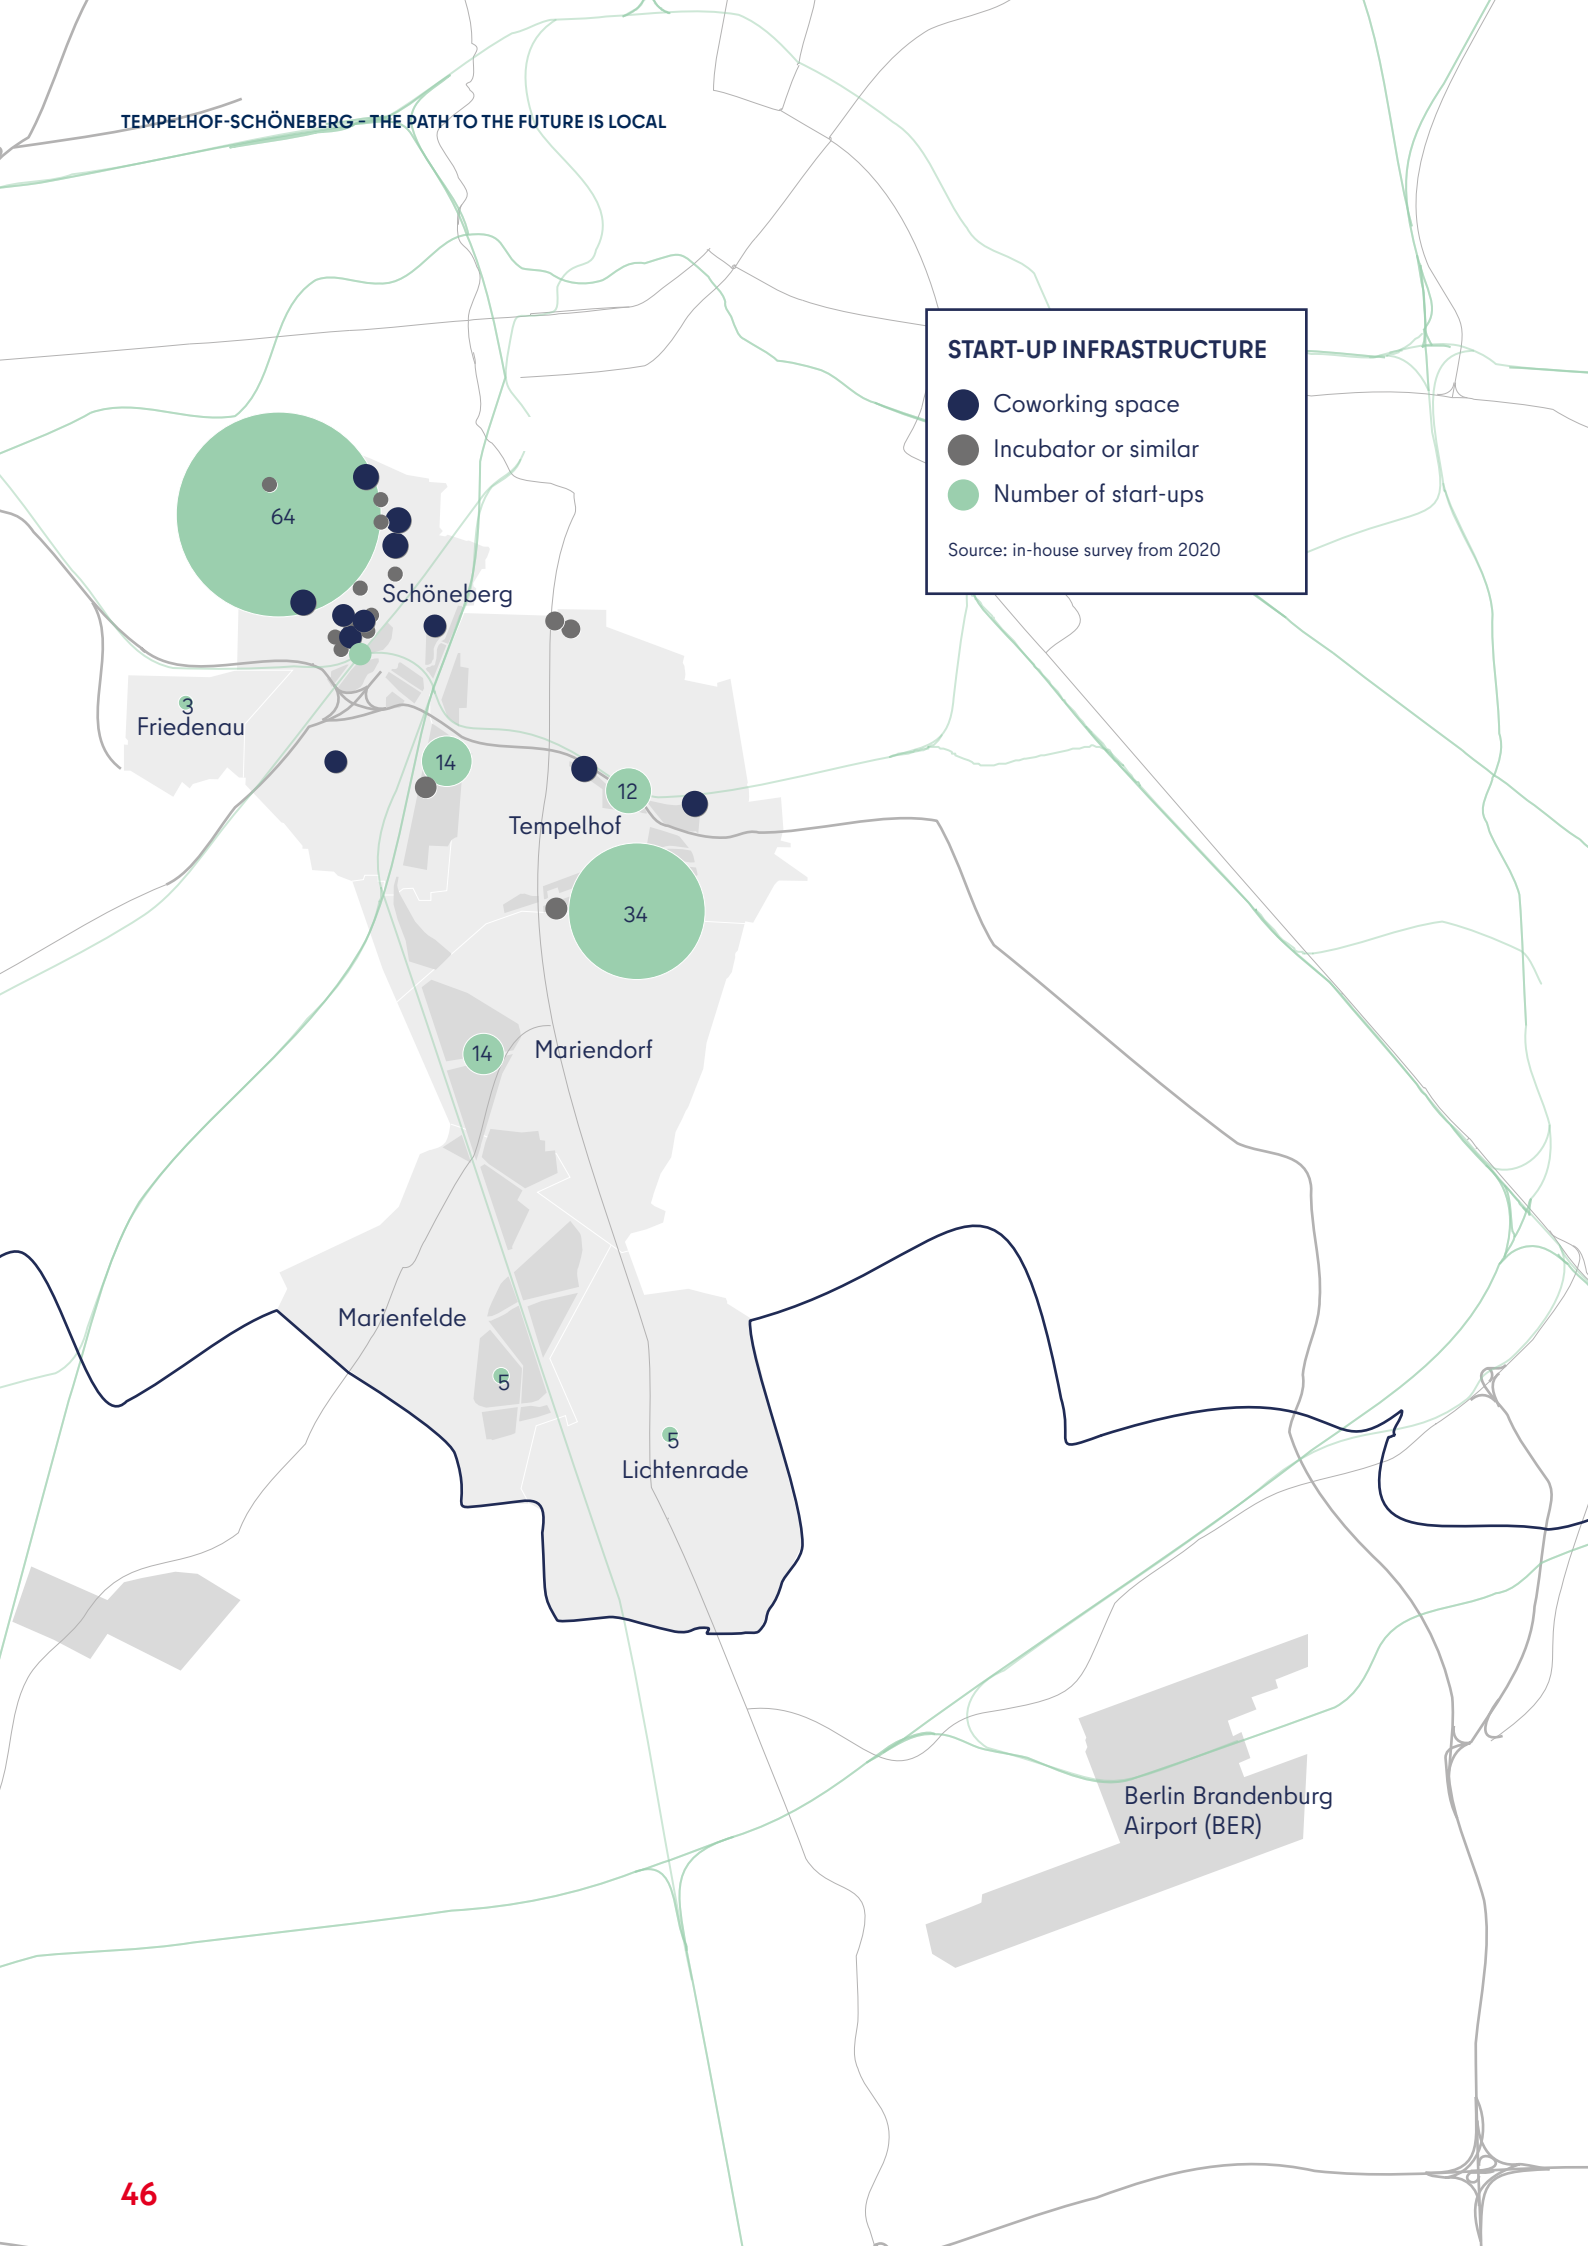 TEMPELHOF-SCHÖNEBERG – THE PATH TO THE FUTURE IS LOCAL
START-UP INFRASTRUCTURE
Coworking space
Incubator or similar
Number of start-ups
Source: in-house survey from 2020
64
Schöneberg
3
Friedenau
14
12
Tempelhof
34
14
Mariendorf
Marienfelde
5
5
Lichtenrade
Berlin Brandenburg
Airport (BER)
46